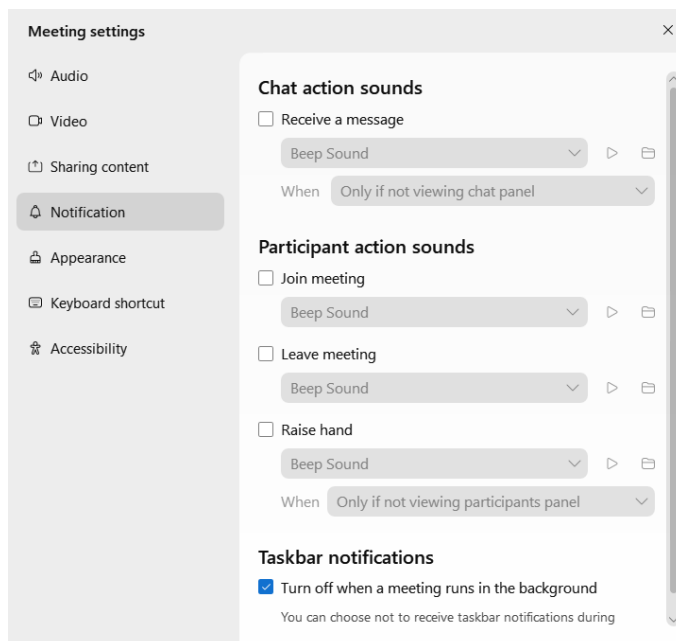 Meeting settings
Audio
Video
Sharing content
Notification
Appearance
Keyboard shortcut
Accessibility
Chat action sounds
Receive a message
Beep Sound
When Only if not viewing chat panel
Participant action sounds
Join meeting
Beep Sound
Leave meeting
Beep Sound
Raise hand
Beep Sound
When Only if not viewing participants panel
Taskbar notifications
Turn off when a meeting runs in the background
You can choose not to receive taskbar notifications during